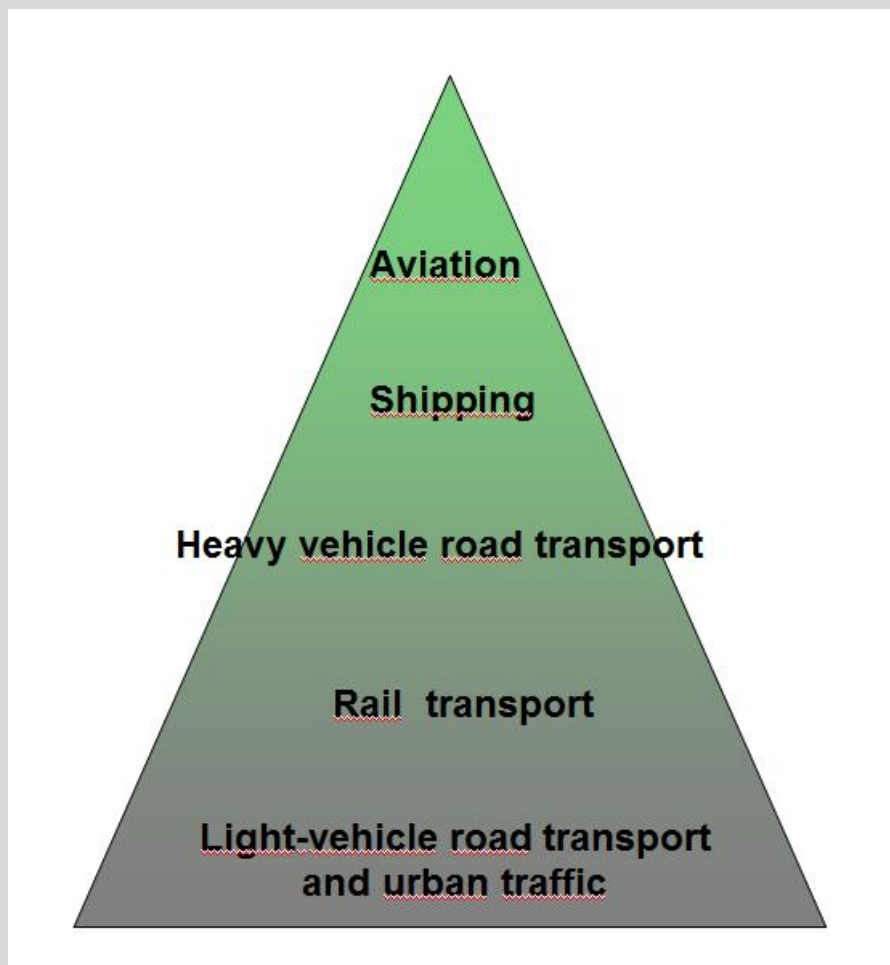 Aviation
Shipping
Heavy vehicle road transport
Rail transport
Light-vehicle road transport
and urban traffic